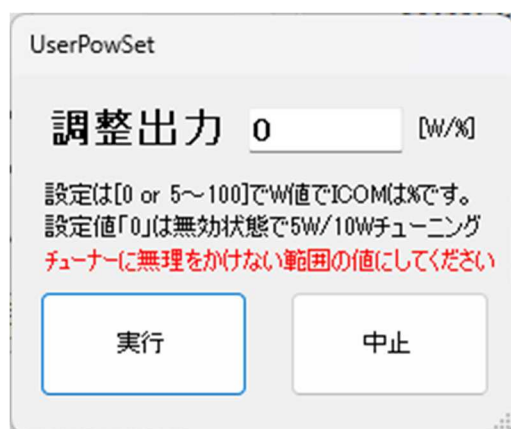 UserPowSet
調整出力 0 [W/%]
設定は[0 or 5～100]でW値でICOMは%です。
設定値「0」は無効状態で5W/10Wチューニング
チューナーに無理をかけない範囲の値にしてください
実行 中止